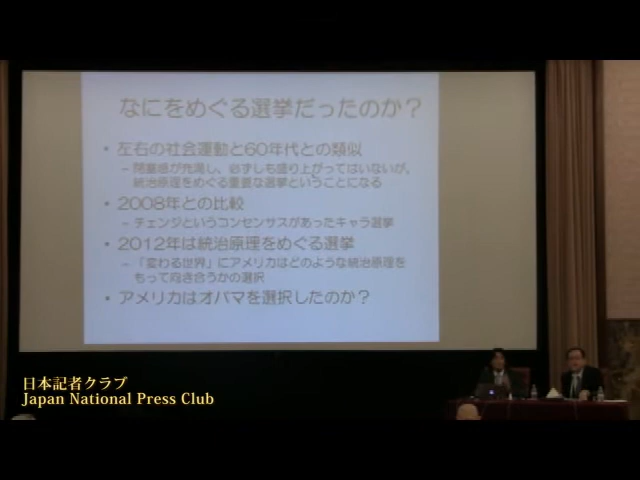 なにをめぐる選挙だったのか？
• 左右の社会運動と60年代との類似
– 閉塞感が充満し、必ずしも盛り上がってはいないが、
統治原理をめぐる重要な選挙ということになる
• 2008年との比較
– チェンジというコンセンサスがあったキャラ選挙
• 2012年は統治原理をめぐる選挙
– 「変わる世界」にアメリカはどのような統治原理を
もって向き合うかの選択
• アメリカはオバマを選択したのか？
日本記者クラブ
Japan National Press Club